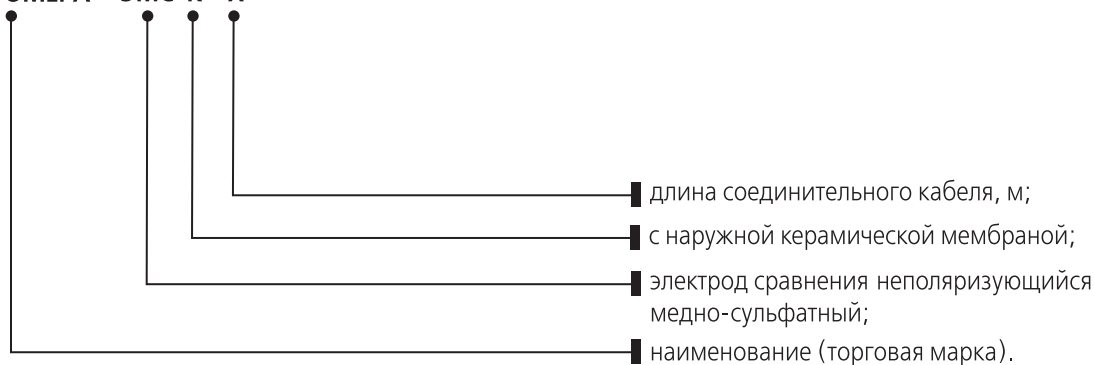 длина соединительного кабеля, м;
с наружной керамической мембраной;
электрод сравнения неполяризующийся
медно-сульфатный;
наименование (торговая марка).